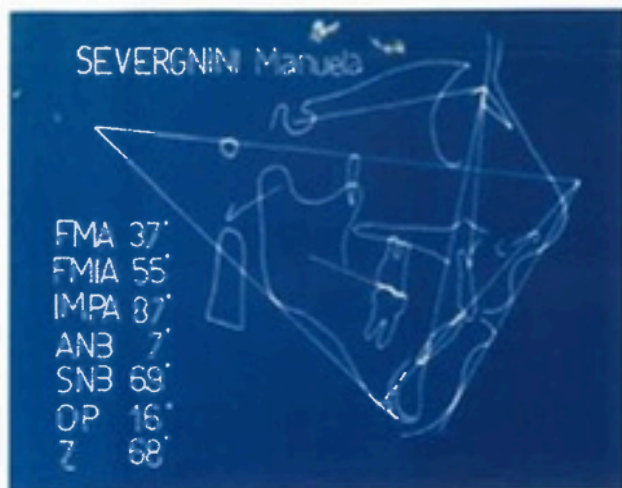 SEVERGNINI Manuela
FMA 37°
FMIA 55°
IMPA 87°
ANB 7°
SNB 69°
OP 16°
Z 68°